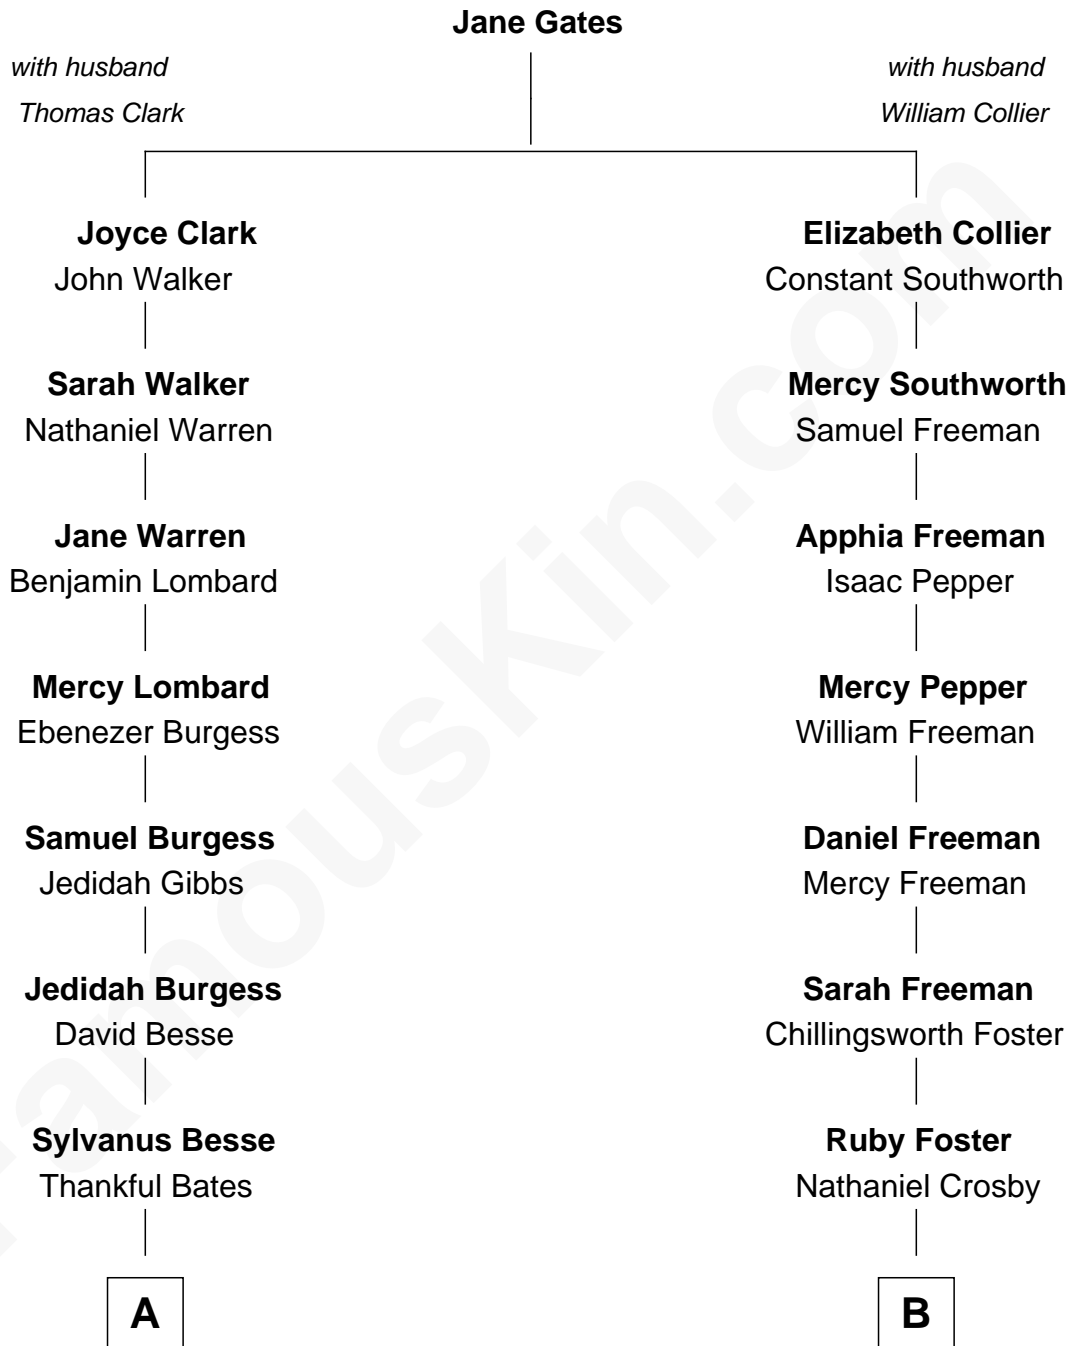 Jane Gates
with husband
Thomas Clark
with husband
William Collier
Joyce Clark
John Walker
Elizabeth Collier
Constant Southworth
Sarah Walker
Nathaniel Warren
Mercy Southworth
Samuel Freeman
Jane Warren
Benjamin Lombard
Apphia Freeman
Isaac Pepper
Mercy Lombard
Ebenezer Burgess
Mercy Pepper
William Freeman
Samuel Burgess
Jedidah Gibbs
Daniel Freeman
Mercy Freeman
Jedidah Burgess
David Besse
Sarah Freeman
Chillingsworth Foster
Sylvanus Besse
Thankful Bates
Ruby Foster
Nathaniel Crosby
A
B
FamousKin.com